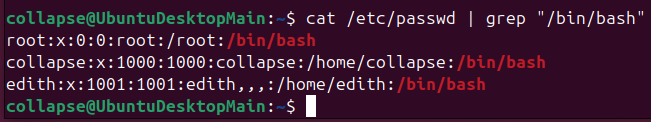 collapse@UbuntuDesktopMain:~$ cat /etc/passwd | grep "/bin/bash"
root:x:0:0:root:/root:/bin/bash
collapse:x:1000:1000:collapse:/home/collapse:/bin/bash
edith:x:1001:1001:edith,,,:/home/edith:/bin/bash
collapse@UbuntuDesktopMain:~$